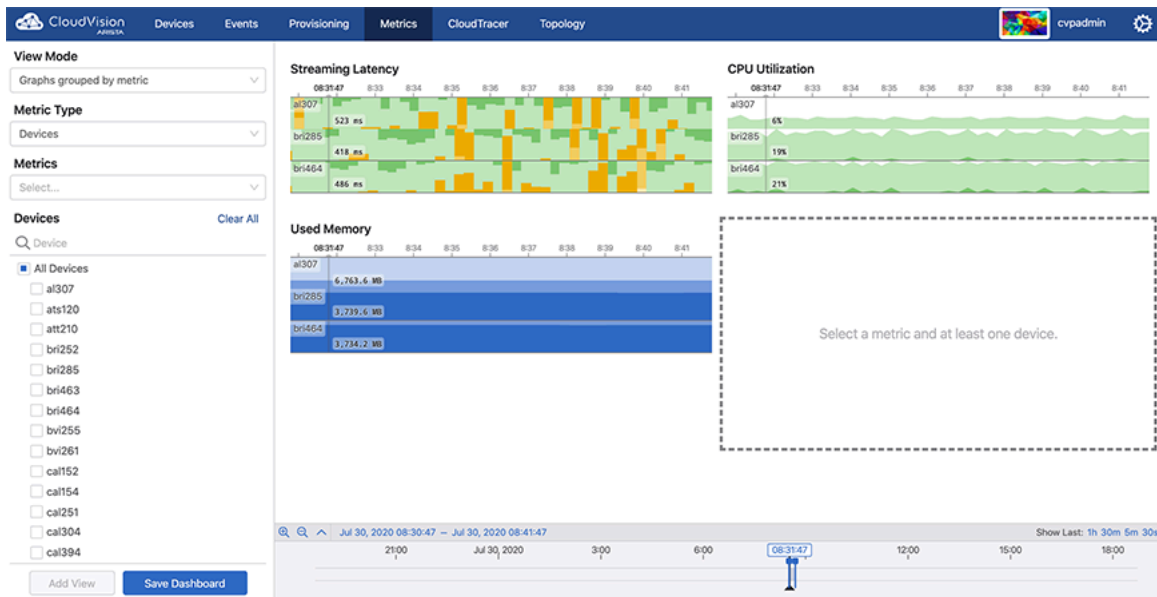 CloudVision
ARISTA
Devices
Events
Provisioning
Metrics
CloudTracer
Topology
cvpadmin
View Mode
Graphs grouped by metric
Metric Type
Devices
Metrics
Select...
Devices
Clear All
Device
All Devices
al307
ats120
att210
bri252
bri285
bri463
bri464
bvi255
bvi261
cal152
cal154
cal251
cal304
cal394
Add View
Save Dashboard
Streaming Latency
08:31:47 8:33 8:34 8:35 8:36 8:37 8:38 8:39 8:40 8:41
al307
523 ms
bri285
418 ms
bri464
486 ms
CPU Utilization
08:31:47 8:33 8:34 8:35 8:36 8:37 8:38 8:39 8:40 8:41
al307
6%
bri285
19%
bri464
21%
Used Memory
08:31:47 8:33 8:34 8:35 8:36 8:37 8:38 8:39 8:40 8:41
al307
6,763.6 MB
bri285
3,739.6 MB
bri464
3,734.2 MB
Select a metric and at least one device.
Jul 30, 2020 08:30:47 – Jul 30, 2020 08:41:47
Show Last: 1h 30m 5m 30s
21:00 Jul 30, 2020 3:00 6:00 08:31:47 12:00 15:00 18:00